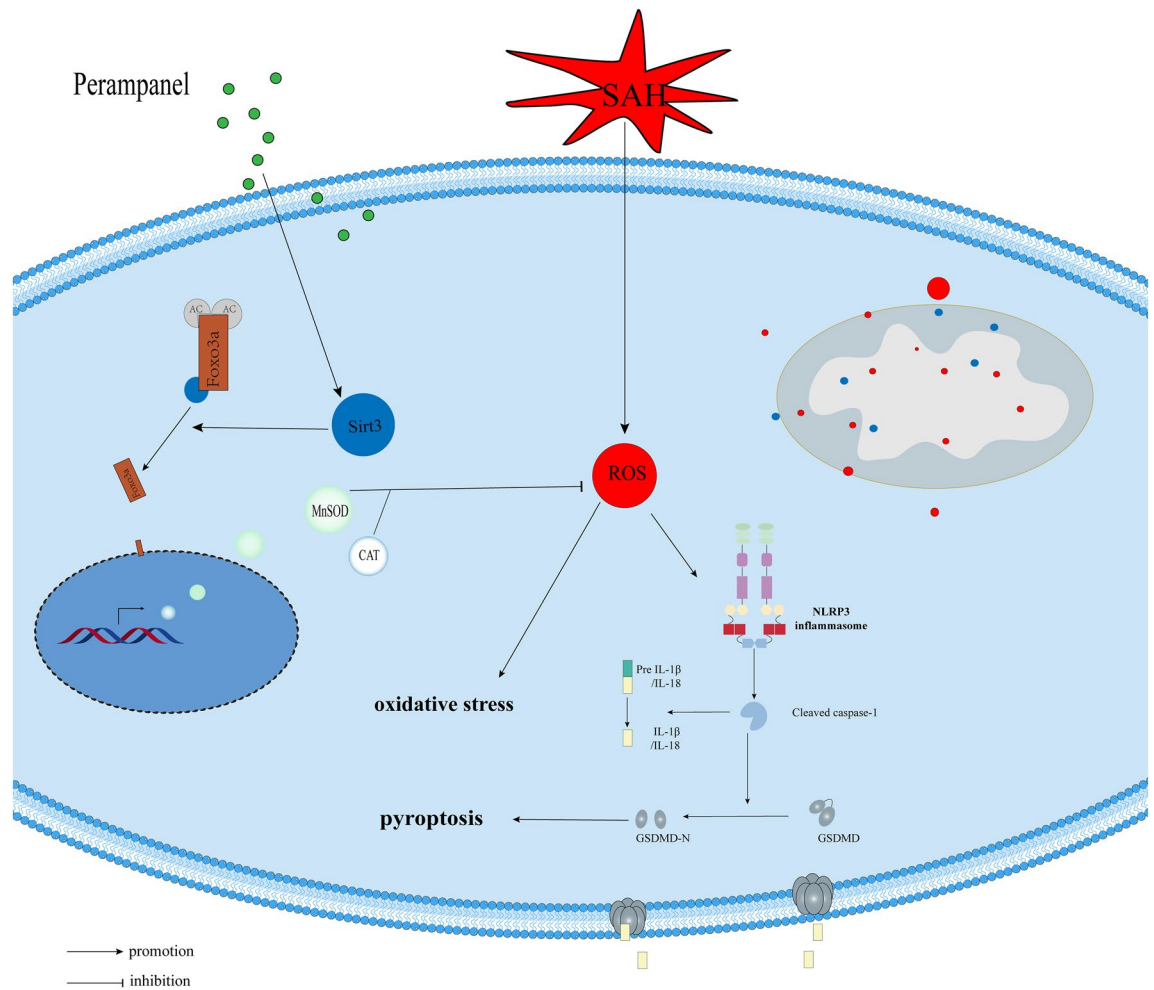 Perampanel
SAH
AC
AC
Foxo3a
Sirt3
Foxo3a
MnSOD
CAT
ROS
NLRP3
inflammasome
Pre IL-1β
/IL-18
oxidative stress
Cleaved caspase-1
IL-1β
/IL-18
pyroptosis
GSDMD-N
GSDMD
promotion
inhibition